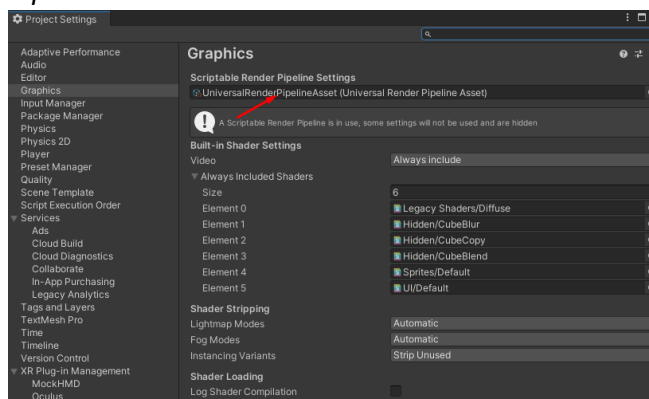 Project Settings
Adaptive Performance
Audio
Editor
Graphics
Input Manager
Package Manager
Physics
Physics 2D
Player
Preset Manager
Quality
Scene Template
Script Execution Order
Services
Ads
Cloud Build
Cloud Diagnostics
Collaborate
In-App Purchasing
Legacy Analytics
Tags and Layers
TextMesh Pro
Time
Timeline
Version Control
XR Plug-in Management
MockHMD
Oculus
Graphics
Scriptable Render Pipeline Settings
UniversalRenderPipelineAsset (Universal Render Pipeline Asset)
A Scriptable Render Pipeline is in use, some settings will not be used and are hidden
Built-in Shader Settings
Video Always include
Always Included Shaders
Size 6
Element 0 Legacy Shaders/Diffuse
Element 1 Hidden/CubeBlur
Element 2 Hidden/CubeCopy
Element 3 Hidden/CubeBlend
Element 4 Sprites/Default
Element 5 UI/Default
Shader Stripping
Lightmap Modes Automatic
Fog Modes Automatic
Instancing Variants Strip Unused
Shader Loading
Log Shader Compilation